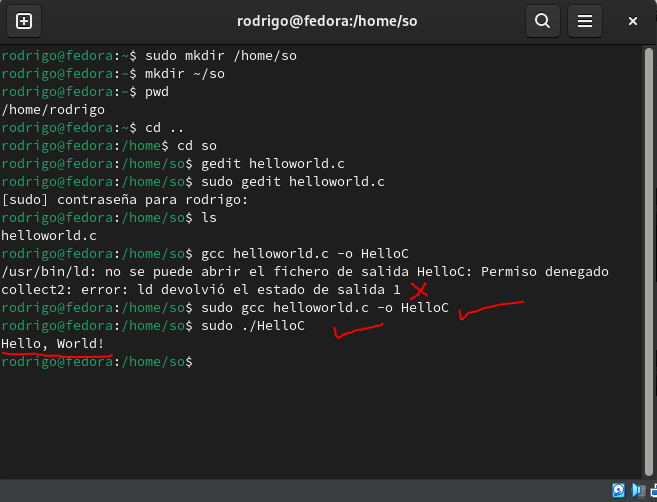 rodrigo@fedora:/home/so
rodrigo@fedora:~$ sudo mkdir /home/so
rodrigo@fedora:~$ mkdir ~/so
rodrigo@fedora:~$ pwd
/home/rodrigo
rodrigo@fedora:~$ cd ..
rodrigo@fedora:/home$ cd so
rodrigo@fedora:/home/so$ gedit helloworld.c
rodrigo@fedora:/home/so$ sudo gedit helloworld.c
[sudo] contraseña para rodrigo:
rodrigo@fedora:/home/so$ ls
helloworld.c
rodrigo@fedora:/home/so$ gcc helloworld.c -o HelloC
/usr/bin/ld: no se puede abrir el fichero de salida HelloC: Permiso denegado
collect2: error: ld devolvió el estado de salida 1
rodrigo@fedora:/home/so$ sudo gcc helloworld.c -o HelloC
rodrigo@fedora:/home/so$ sudo ./HelloC
Hello, World!
rodrigo@fedora:/home/so$